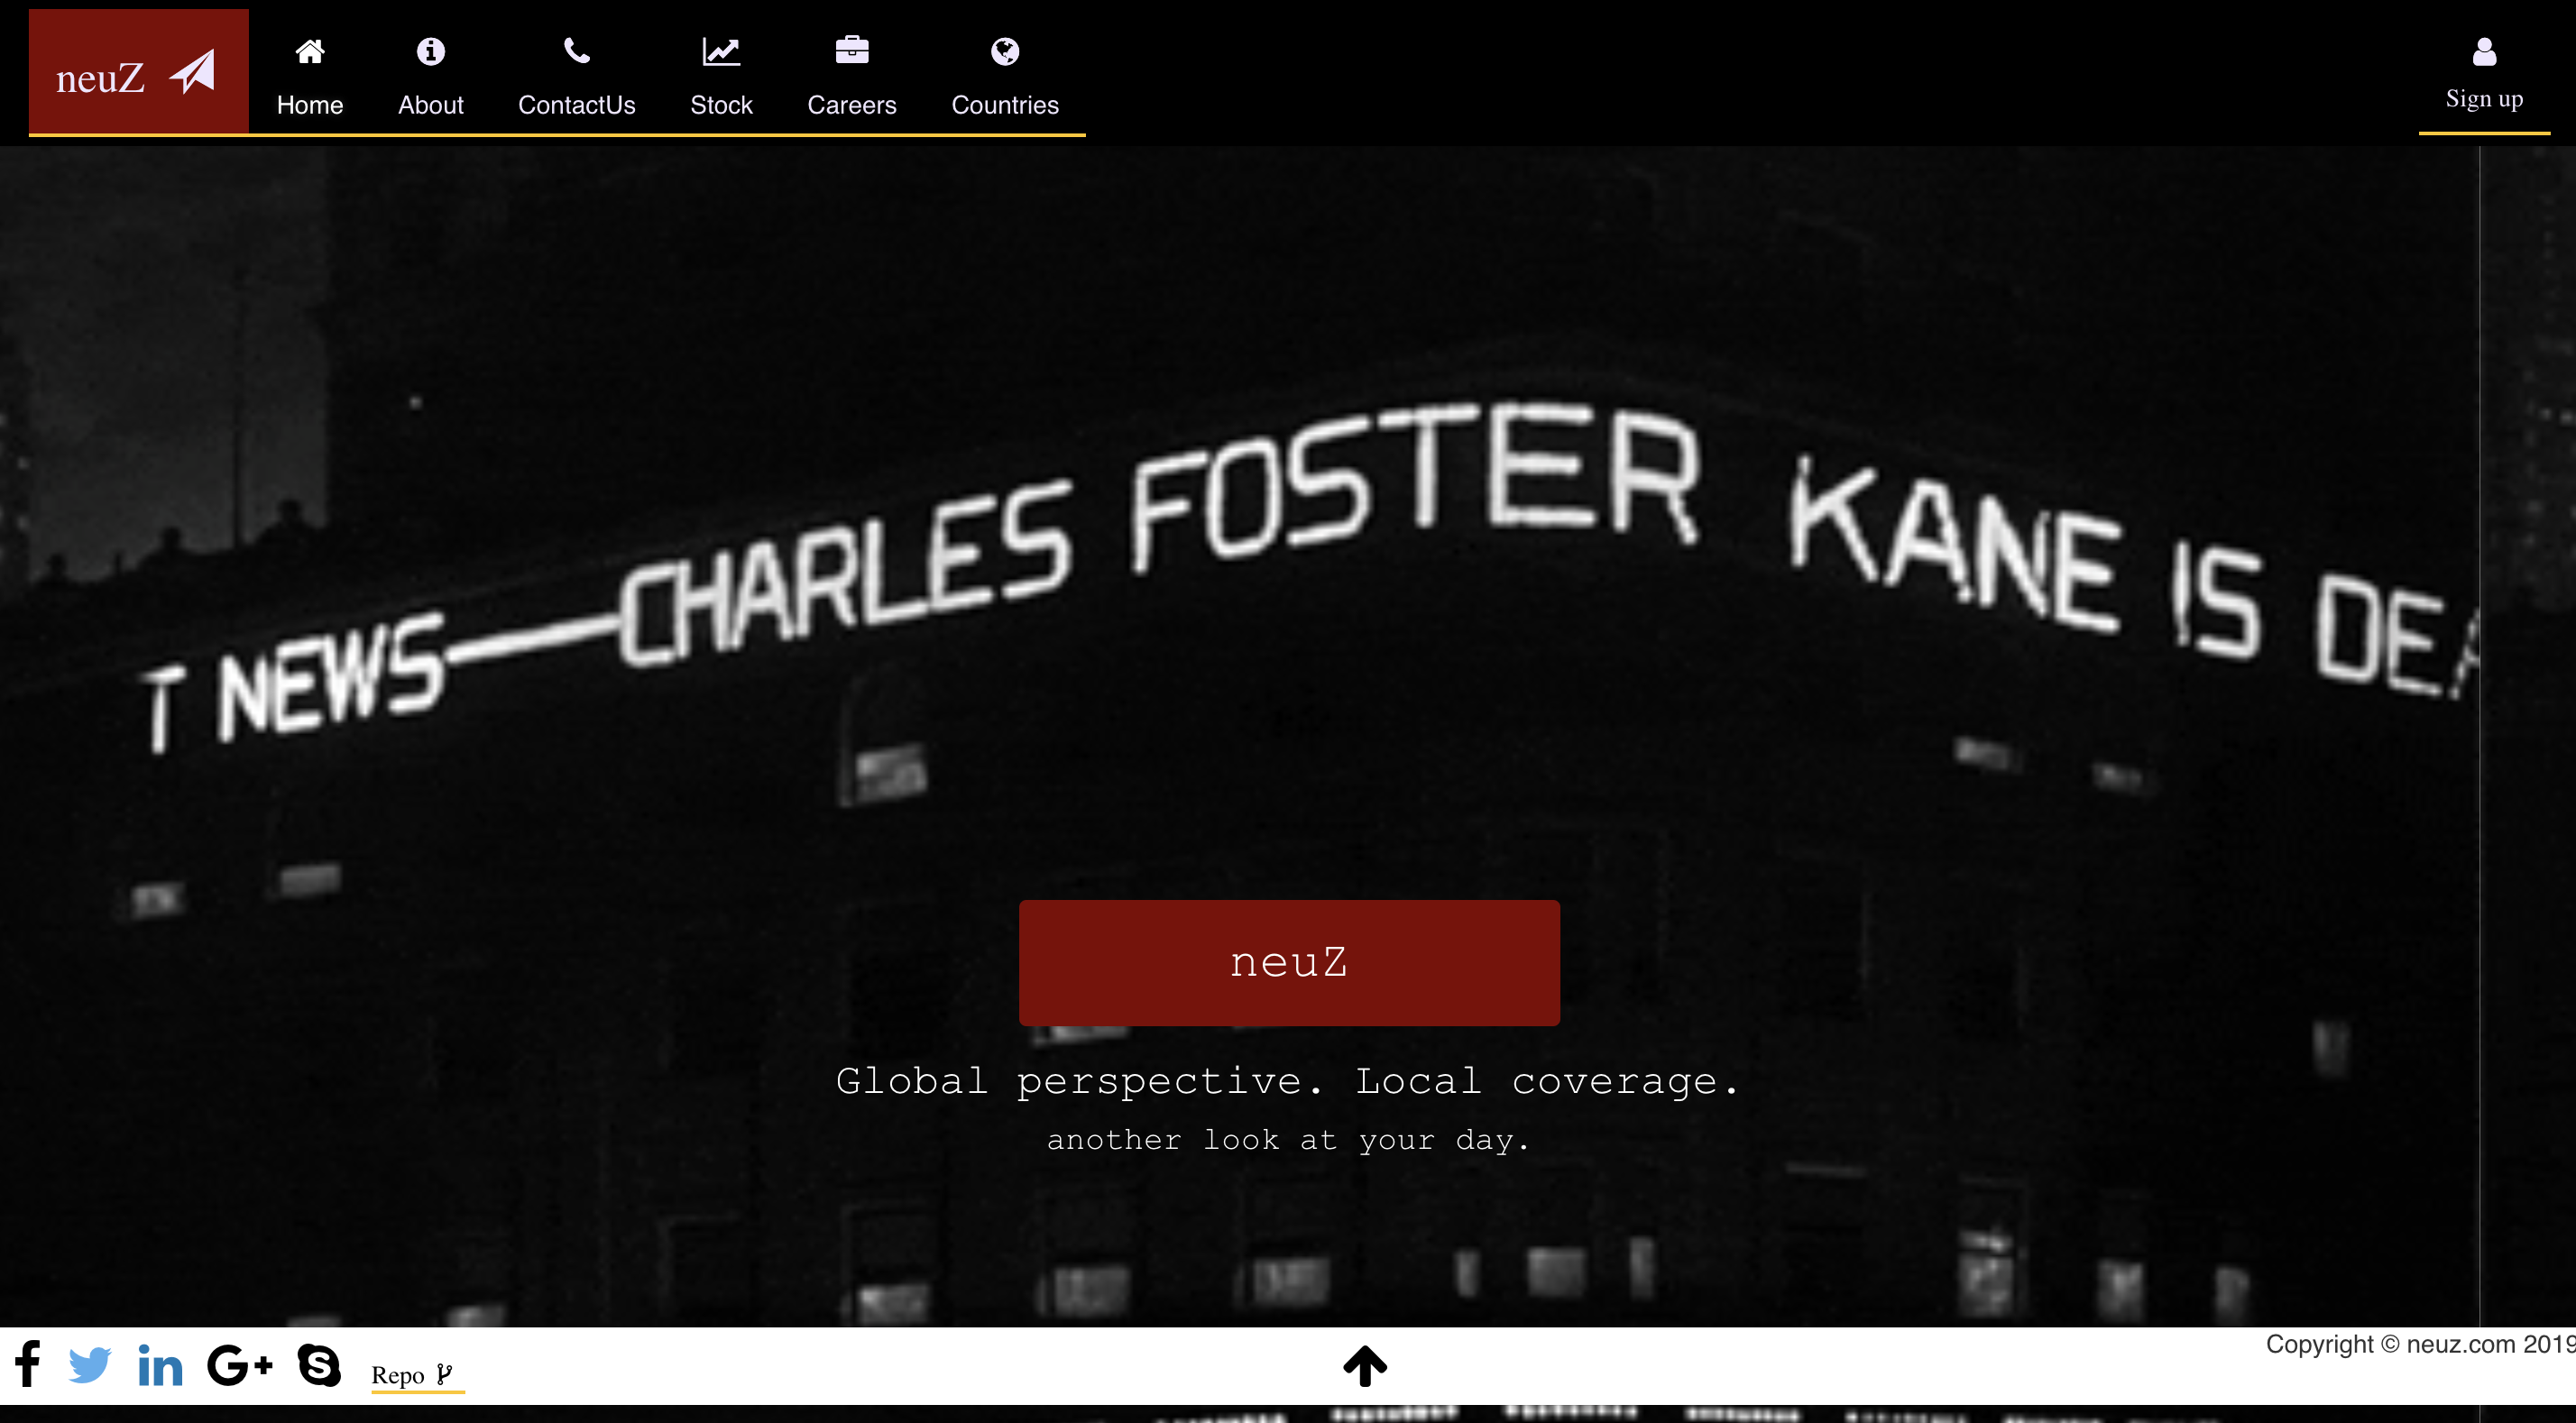 neuZ
Home About ContactUs Stock Careers Countries
Sign up
T NEWS—CHARLES FOSTER KANE IS DEA
neuZ
Global perspective. Local coverage.
another look at your day.
Repo
Copyright © neuz.com 2019